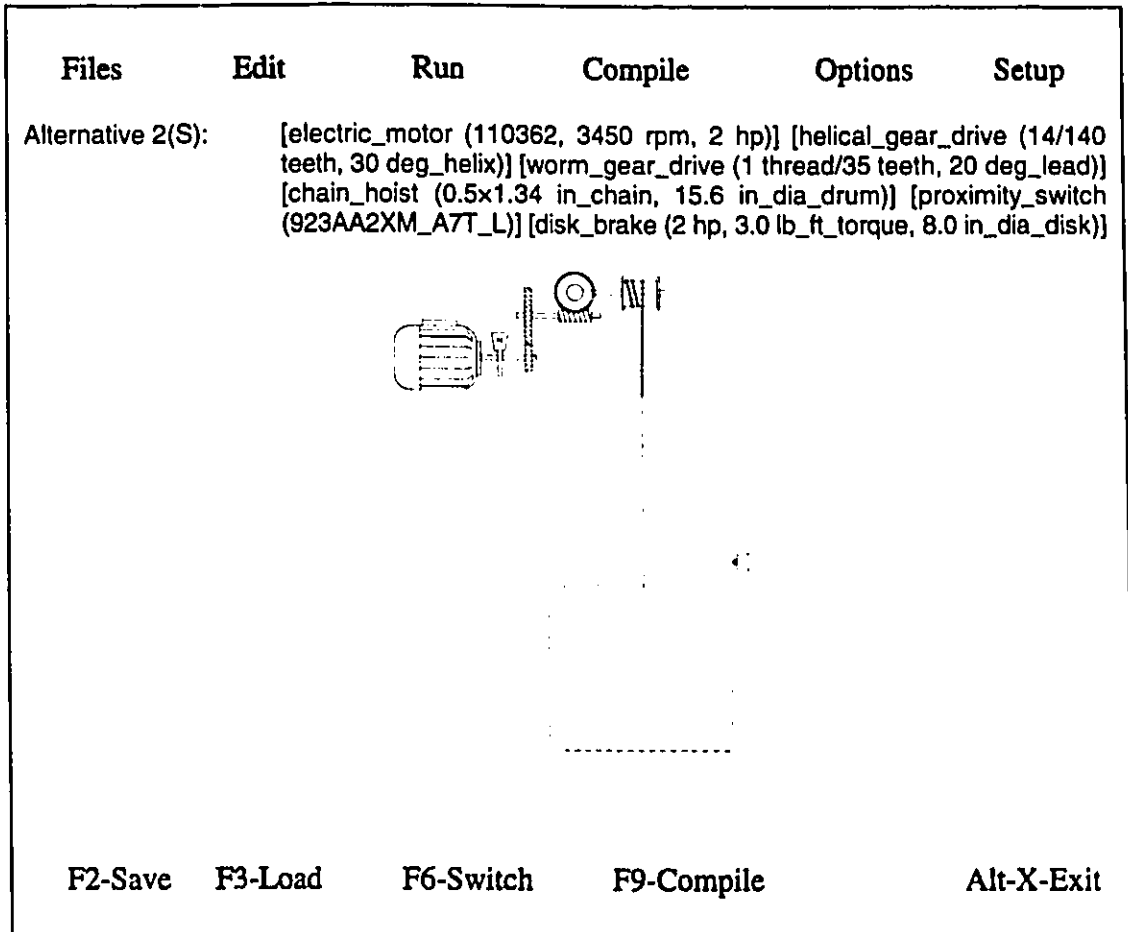 Files Edit Run Compile Options Setup
Alternative 2(S): [electric_motor (110362, 3450 rpm, 2 hp)] [helical_gear_drive (14/140
teeth, 30 deg_helix)] [worm_gear_drive (1 thread/35 teeth, 20 deg_lead)]
[chain_hoist (0.5x1.34 in_chain, 15.6 in_dia_drum)] [proximity_switch
(923AA2XM_A7T_L)] [disk_brake (2 hp, 3.0 lb_ft_torque, 8.0 in_dia_disk)]
F2-Save F3-Load F6-Switch F9-Compile Alt-X-Exit